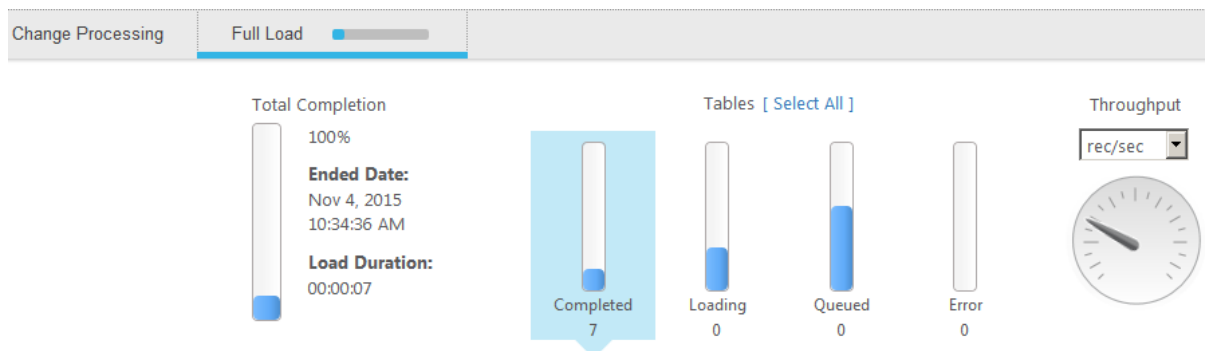 Change Processing
Full Load
Total Completion
100%
Ended Date:
Nov 4, 2015
10:34:36 AM
Load Duration:
00:00:07
Tables [ Select All ]
Completed
7
Loading
0
Queued
0
Error
0
Throughput
rec/sec